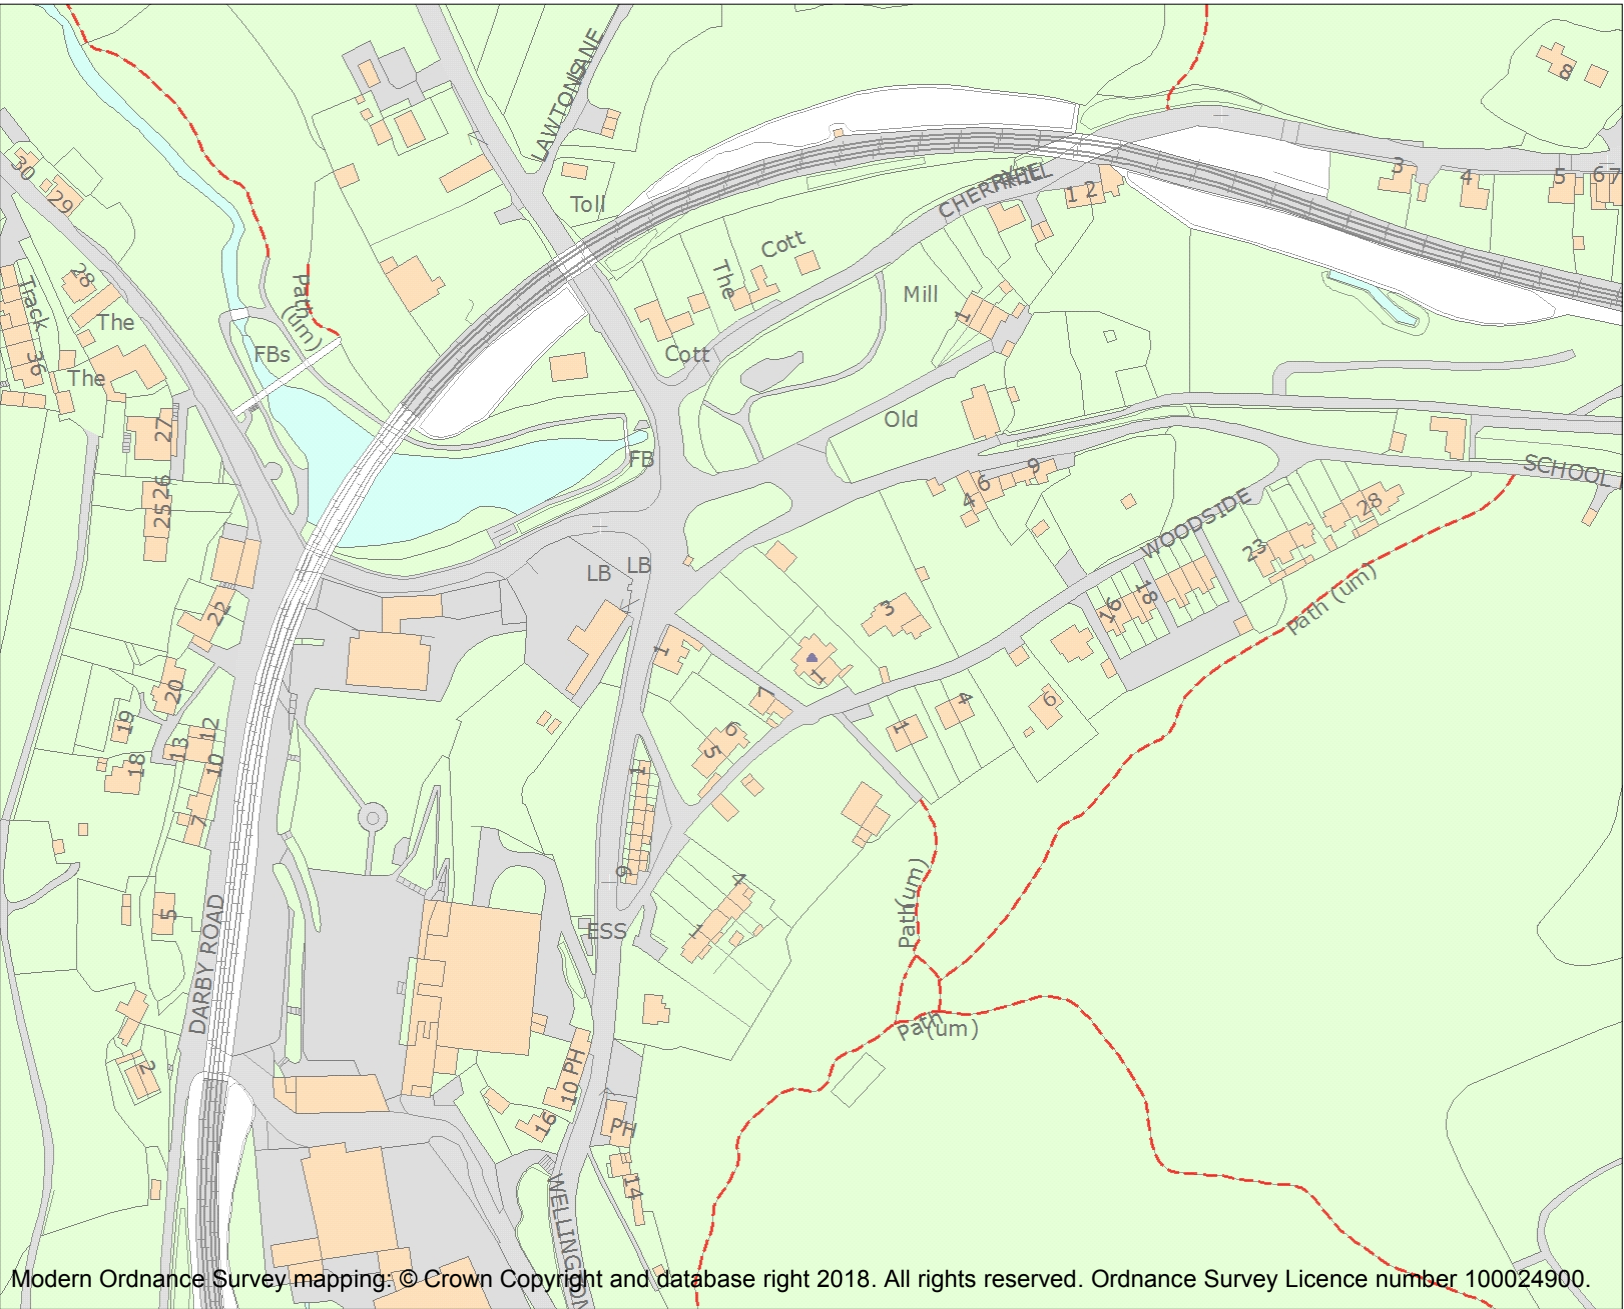 LAWTONS
LANE
8
30
29
Toll
3
4
5
6
7
CHERRY
HILL
1 2
Cott
The
Mill
1
28
Track
The
Path
(um)
FBs
36
The
Cott
Old
27
FB
9
6
4
SCHOOL
25
26
28
WOODSIDE
23
LB
LB
Path (um)
16
18
22
3
1
1
20
7
4
6
19
12
6
5
1
13
18
10
1
7
9
4
Path
(um)
5
1
ESS
DARBY ROAD
Path
(um)
2
10 PH
16
PH
14
WELLINGTON
Modern Ordnance Survey mapping: © Crown Copyright and database right 2018. All rights reserved. Ordnance Survey Licence number 100024900.